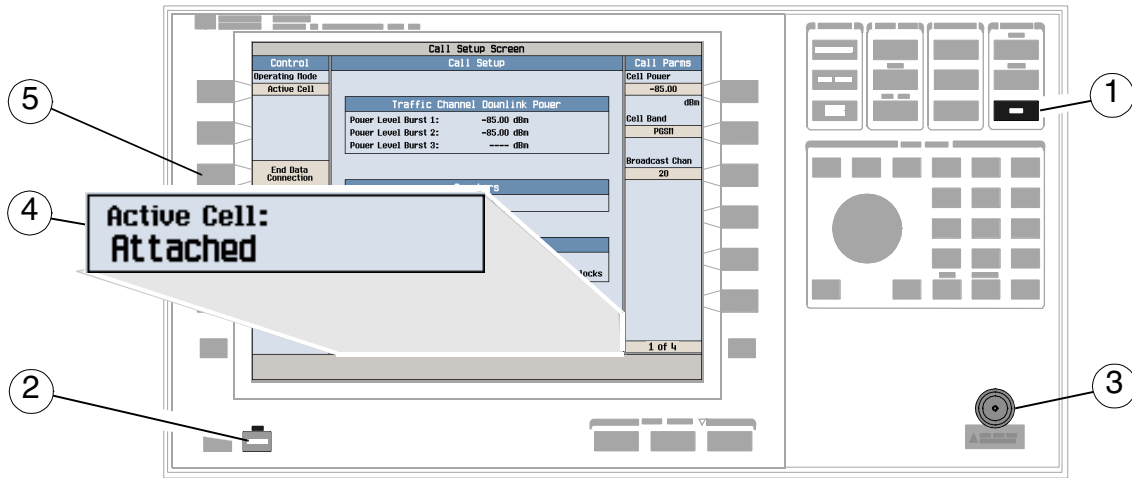 Call Setup Screen
Control
Call Setup
Call Parms
Operating Mode
Active Cell
End Data
Connection
Traffic Channel Downlink Power
Power Level Burst 1: -85.00 dBm
Power Level Burst 2: -85.00 dBm
Power Level Burst 3: ---- dBm
Cell Power
-85.00
dBm
Cell Band
PGSM
Broadcast Chan
20
1 of 4
Active Cell:
Attached
1
2
3
4
5